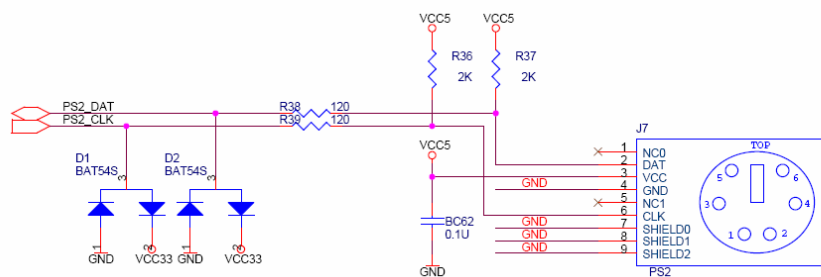 VCC5 VCC5
R36 R37
2K 2K
PS2_DAT R38 120
PS2_CLK R39 120
J7
D1 D2 VCC5
BAT54S BAT54S
3 3
1 NC0 TOP
2 DAT
3 VCC 5 6
GND 4 GND
5 NC1 3 4
6 CLK
BC62 GND 7 SHIELD0 1 2
0.1U GND 8 SHIELD1
GND 9 SHIELD2
1 2 1 2
GND VCC33 GND VCC33 GND PS2